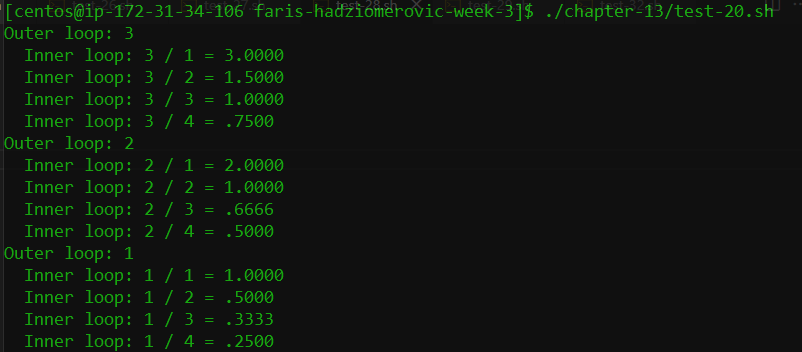 [centos@ip-172-31-34-106 faris-hadziomerovic-week-3]$ ./chapter-13/test-20.sh
Outer loop: 3
  Inner loop: 3 / 1 = 3.0000
  Inner loop: 3 / 2 = 1.5000
  Inner loop: 3 / 3 = 1.0000
  Inner loop: 3 / 4 = .7500
Outer loop: 2
  Inner loop: 2 / 1 = 2.0000
  Inner loop: 2 / 2 = 1.0000
  Inner loop: 2 / 3 = .6666
  Inner loop: 2 / 4 = .5000
Outer loop: 1
  Inner loop: 1 / 1 = 1.0000
  Inner loop: 1 / 2 = .5000
  Inner loop: 1 / 3 = .3333
  Inner loop: 1 / 4 = .2500